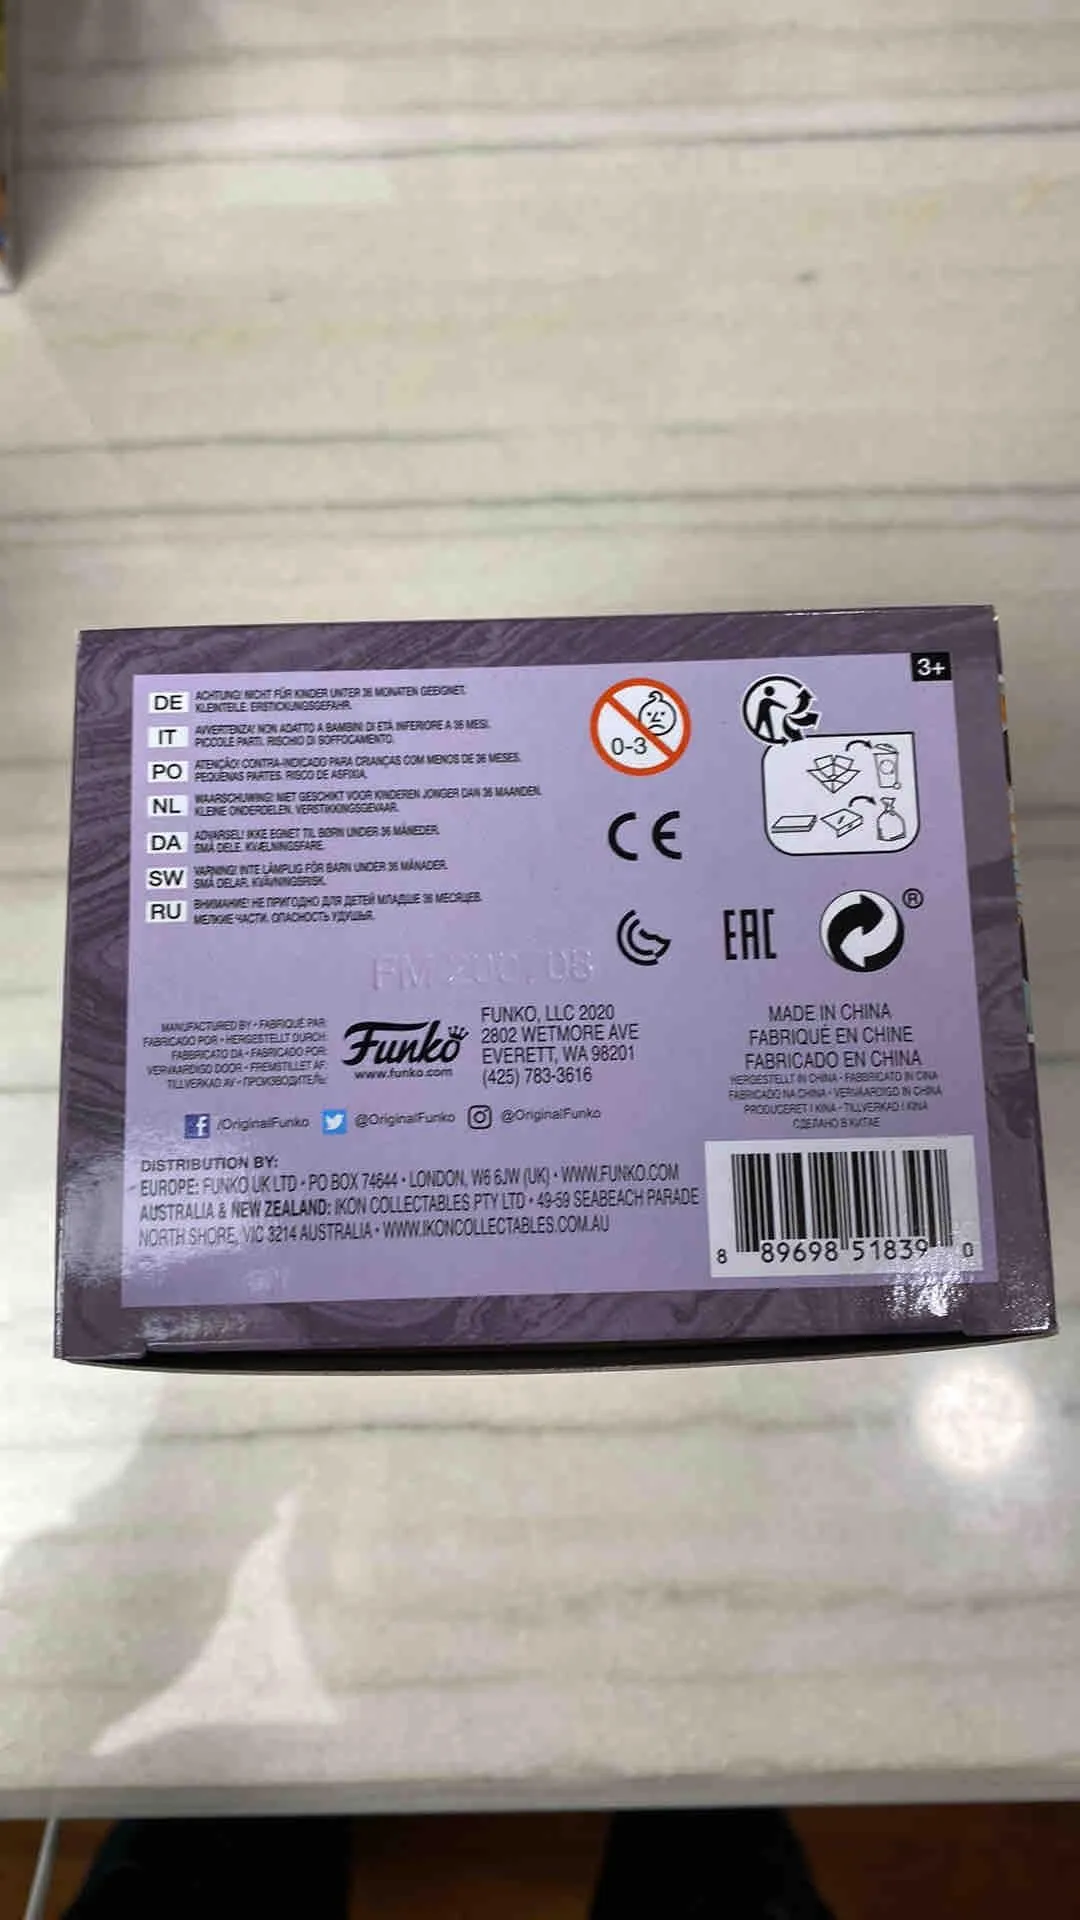 3+
DE ACHTUNG! NICHT FÜR KINDER UNTER 36 MONATEN GEEIGNET.
KLEINTEILE. ERSTICKUNGSGEFAHR.
IT AVVERTENZA! NON ADATTO A BAMBINI DI ETÀ INFERIORE A 36 MESI.
PICCOLE PARTI. RISCHIO DI SOFFOCAMENTO.
PO ATENÇÃO! CONTRA-INDICADO PARA CRIANÇAS COM MENOS DE 36 MESES.
PEQUENAS PARTES. RISCO DE ASFIXIA.
NL WAARSCHUWING! NIET GESCHIKT VOOR KINDEREN JONGER DAN 36 MAANDEN.
KLEINE ONDERDELEN. VERSTIKKINGSGEVAAR.
DA ADVARSEL! IKKE EGNET TIL BØRN UNDER 36 MÅNEDER.
SMÅ DELE. KVÆLNINGSFARE.
SW VARNING! INTE LÄMPLIG FÖR BARN UNDER 36 MÅNADER.
SMÅ DELAR. KVÄVNINGSRISK.
RU ВНИМАНИЕ! НЕ ПРИГОДНО ДЛЯ ДЕТЕЙ МЛАДШЕ 36 МЕСЯЦЕВ.
МЕЛКИЕ ЧАСТИ. ОПАСНОСТЬ УДУШЬЯ.
0-3
CE
EAC
®
FM
MANUFACTURED BY • FABRIQUÉ PAR:
FABRICADO POR • HERGESTELLT DURCH:
FABBRICATO DA • FABRICADO POR:
VERVAARDIGD DOOR • FREMSTILLET AF:
TILLVERKAD AV • ПРОИЗВОДИТЕЛЬ:
Funko
www.funko.com
FUNKO, LLC 2020
2802 WETMORE AVE
EVERETT, WA 98201
(425) 783-3616
MADE IN CHINA
FABRIQUÉ EN CHINE
FABRICADO EN CHINA
HERGESTELLT IN CHINA • FABBRICATO IN CINA
FABRICADO NA CHINA • VERVAARDIGD IN CHINA
PRODUCERET I KINA • TILLVERKAD I KINA
СДЕЛАНО В КИТАЕ
f /OriginalFunko @OriginalFunko @OriginalFunko
DISTRIBUTION BY:
EUROPE: FUNKO UK LTD • PO BOX 74644 • LONDON, W6 6JW (UK) • WWW.FUNKO.COM
AUSTRALIA & NEW ZEALAND: IKON COLLECTABLES PTY LTD • 49-59 SEABEACH PARADE
NORTH SHORE, VIC 3214 AUSTRALIA • WWW.IKONCOLLECTABLES.COM.AU
8 89698 51839 0